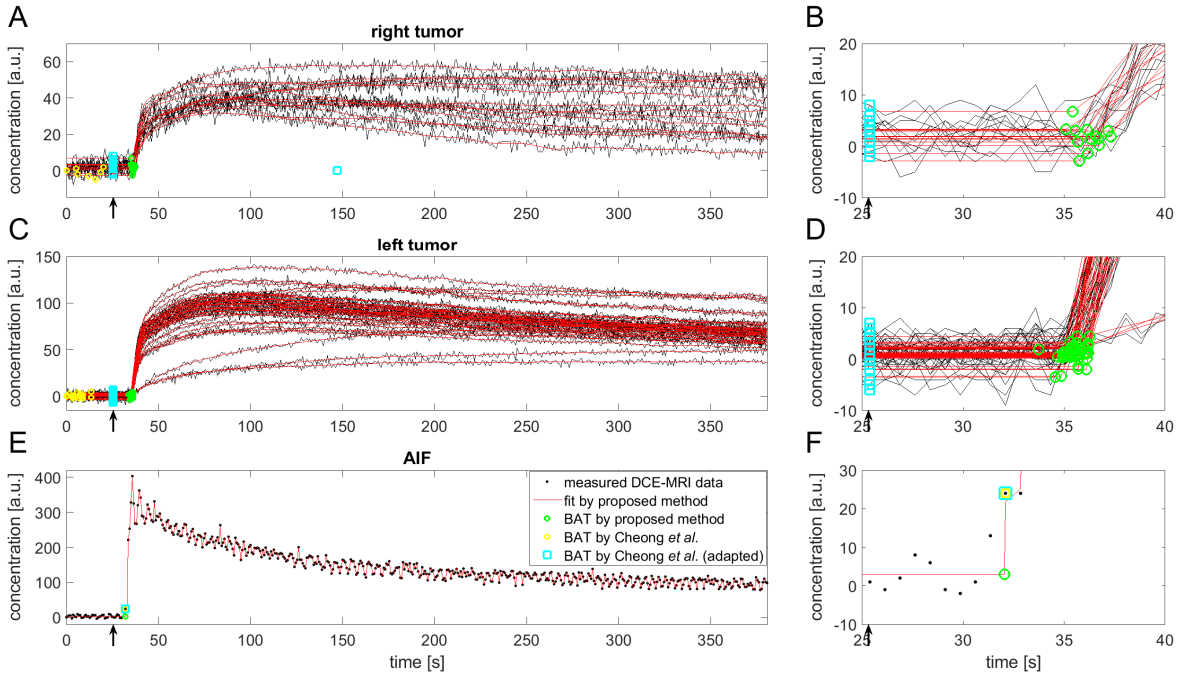 A
right tumor
concentration [a.u.]
60
40
20
0
0 50 100 150 200 250 300 350
B
concentration [a.u.]
20
10
0
-10
25 30 35 40
C
left tumor
concentration [a.u.]
150
100
50
0
0 50 100 150 200 250 300 350
D
concentration [a.u.]
20
10
0
-10
25 30 35 40
E
AIF
concentration [a.u.]
400
300
200
100
0
0 50 100 150 200 250 300 350
time [s]
measured DCE-MRI data
fit by proposed method
BAT by proposed method
BAT by Cheong et al.
BAT by Cheong et al. (adapted)
F
concentration [a.u.]
30
20
10
0
-10
25 30 35 40
time [s]